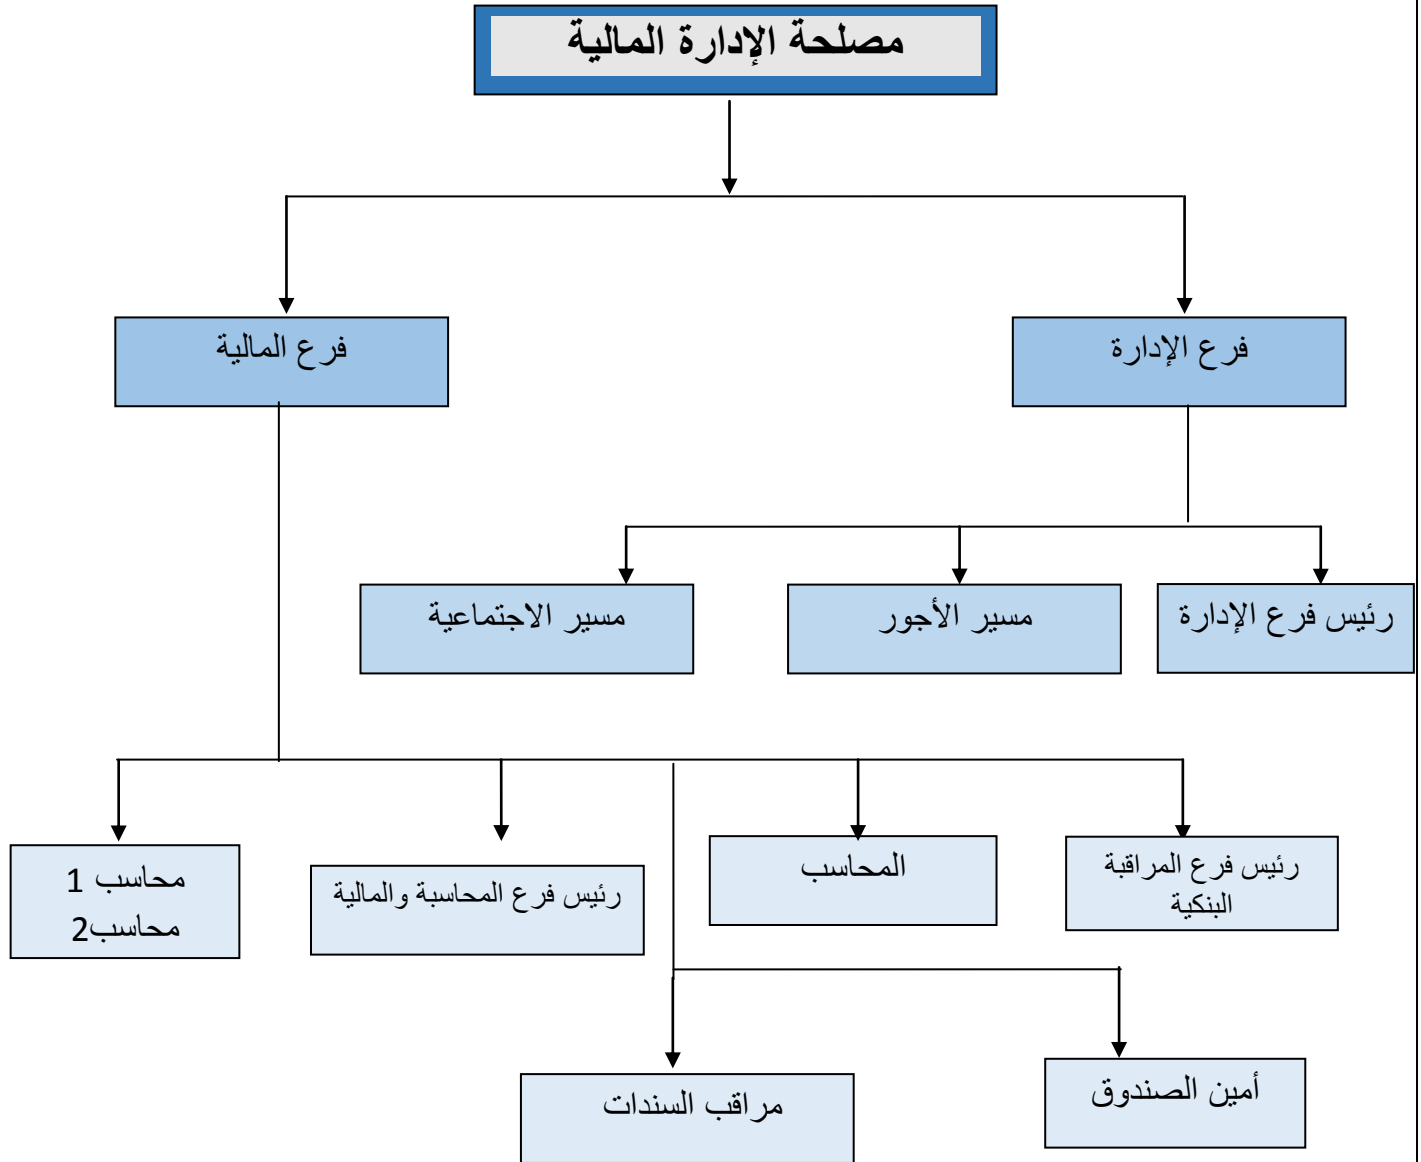 مصلحة الإدارة المالية
فرع الإدارة
فرع المالية
رئيس فرع الإدارة
مسير الأجور
مسير الاجتماعية
رئيس فرع المراقبة
البنكية
المحاسب
رئيس فرع المحاسبة والمالية
محاسب 1
محاسب2
أمين الصندوق
مراقب السندات